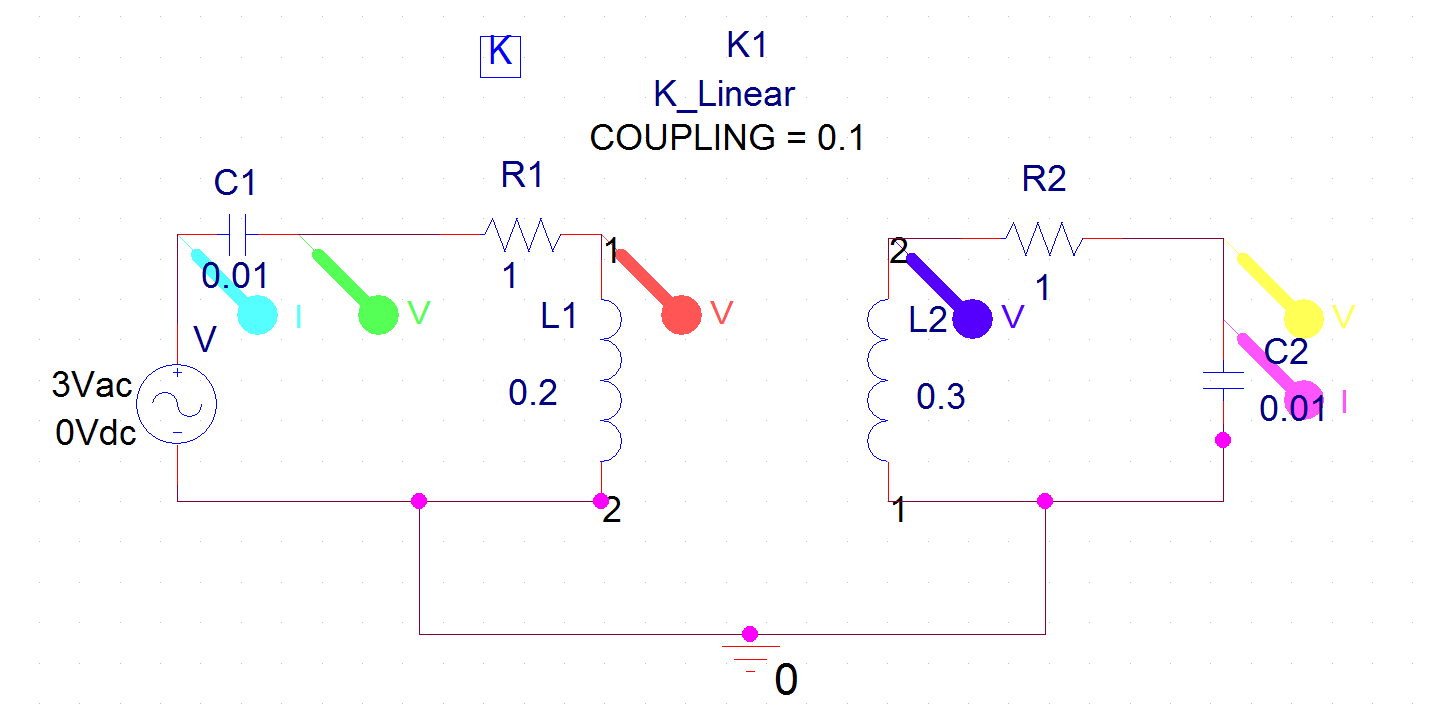 K
K1
K_Linear
COUPLING = 0.1
C1
R1
R2
0.01
1
1
2
1
I
V
V
V
V
L1
L2
C2
V
3Vac
0Vdc
+
-
0.2
0.3
0.01
I
2
1
0